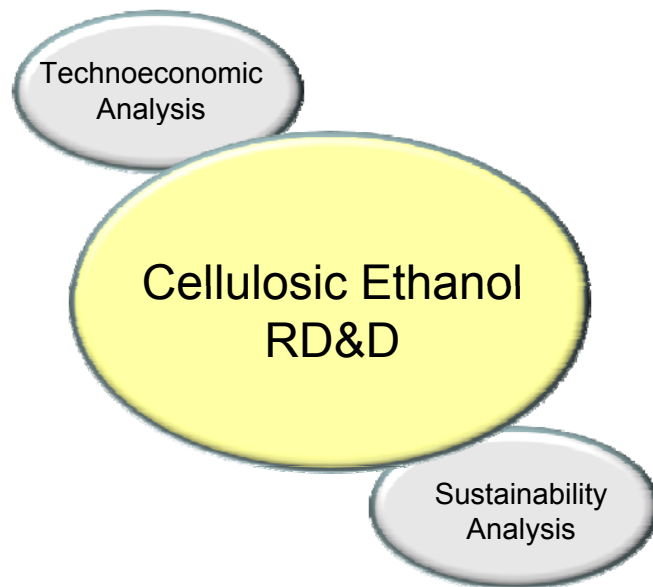 Technoeconomic
Analysis
Cellulosic Ethanol
RD&D
Sustainability
Analysis